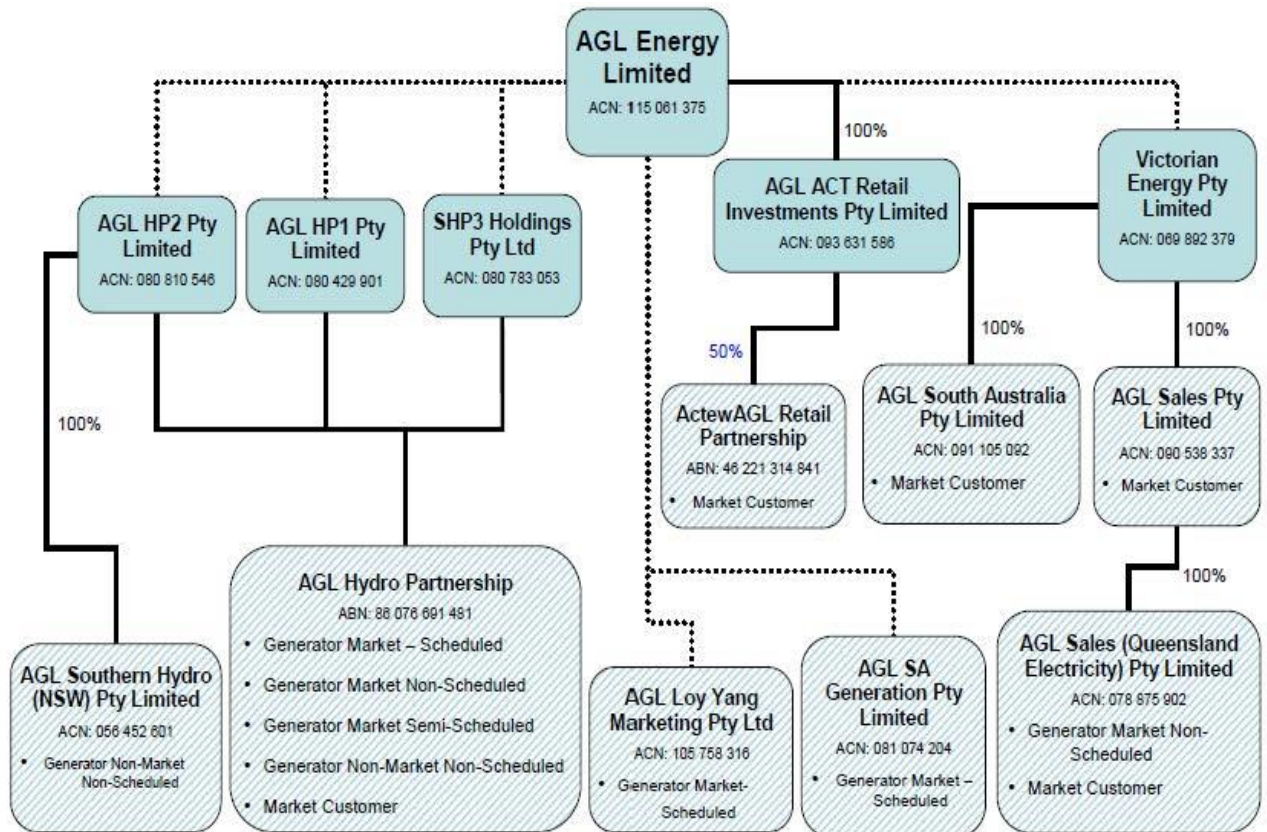 AGL Energy
Limited
ACN: 115 061 375
100%
AGL HP2 Pty
Limited
ACN: 080 810 546
AGL HP1 Pty
Limited
ACN: 080 429 901
SHP3 Holdings
Pty Ltd
ACN: 080 783 053
AGL ACT Retail
Investments Pty Limited
ACN: 093 631 586
Victorian
Energy Pty
Limited
ACN: 069 892 379
100%
50%
100%
100%
ActewAGL Retail
Partnership
ABN: 46 221 314 841
• Market Customer
AGL South Australia
Pty Limited
ACN: 091 105 092
• Market Customer
AGL Sales Pty
Limited
ACN: 090 538 337
• Market Customer
100%
AGL Southern Hydro
(NSW) Pty Limited
ACN: 056 452 601
• Generator Non-Market
Non-Scheduled
AGL Hydro Partnership
ABN: 86 076 691 481
• Generator Market – Scheduled
• Generator Market Non-Scheduled
• Generator Market Semi-Scheduled
• Generator Non-Market Non-Scheduled
• Market Customer
AGL Loy Yang
Marketing Pty Ltd
ACN: 105 758 316
• Generator Market-
Scheduled
AGL SA
Generation Pty
Limited
ACN: 081 074 204
• Generator Market –
Scheduled
AGL Sales (Queensland
Electricity) Pty Limited
ACN: 078 875 902
• Generator Market Non-
Scheduled
• Market Customer